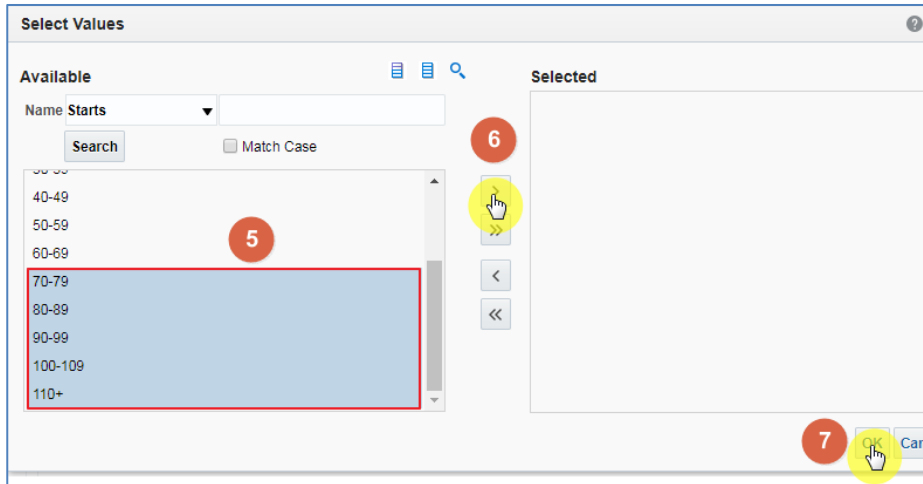 Select Values
?
Available
Selected
Name Starts
Search
Match Case
6
40-49
50-59
5
60-69
70-79
80-89
90-99
100-109
110+
>
>>
<
<<
7
OK
Can